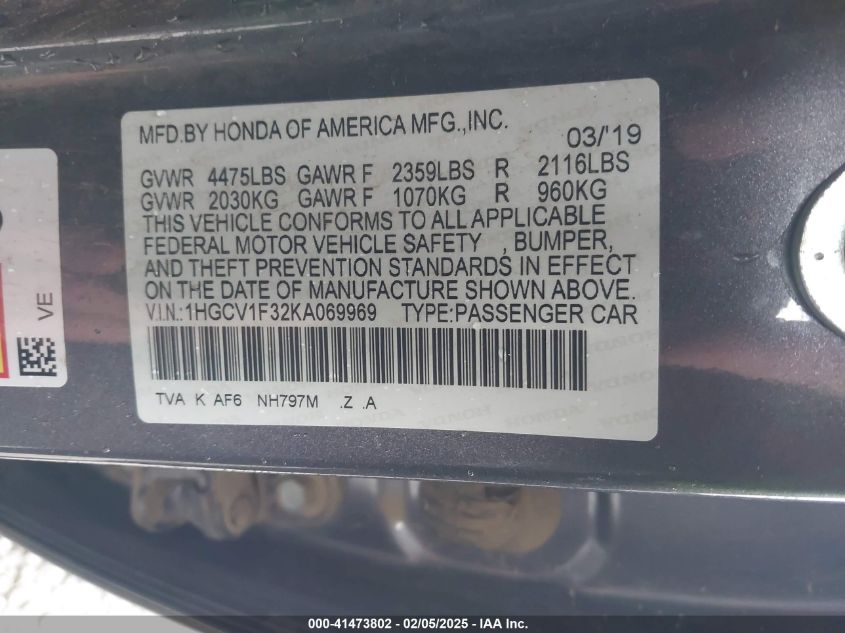 MFD.BY HONDA OF AMERICA MFG.,INC. 03/'19
GVWR 4475LBS GAWR F 2359LBS R 2116LBS
GVWR 2030KG GAWR F 1070KG R 960KG
THIS VEHICLE CONFORMS TO ALL APPLICABLE
FEDERAL MOTOR VEHICLE SAFETY , BUMPER,
AND THEFT PREVENTION STANDARDS IN EFFECT
ON THE DATE OF MANUFACTURE SHOWN ABOVE.
V.I.N.:1HGCV1F32KA069969 TYPE:PASSENGER CAR
TVA K AF6 NH797M .Z .A
VE
000-41473802 - 02/05/2025 - IAA Inc.